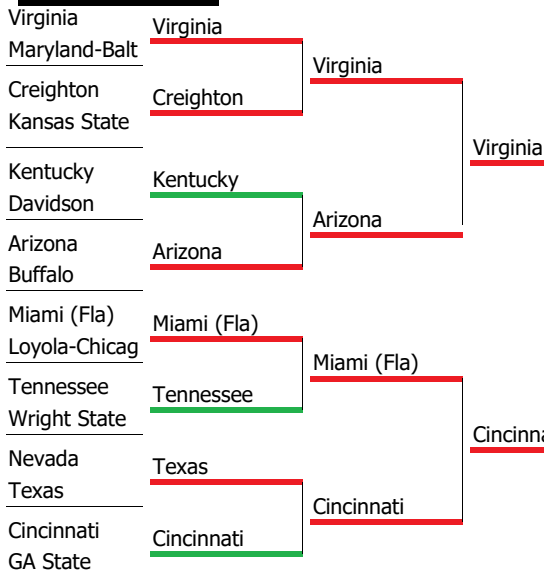 Virginia
Maryland-Balt
Creighton
Kansas State
Kentucky
Davidson
Arizona
Buffalo
Miami (Fla)
Loyola-Chicag
Tennessee
Wright State
Nevada
Texas
Cincinnati
GA State
Virginia
Creighton
Kentucky
Arizona
Miami (Fla)
Tennessee
Texas
Cincinnati
Virginia
Arizona
Miami (Fla)
Cincinnati
Virginia
Cincinna